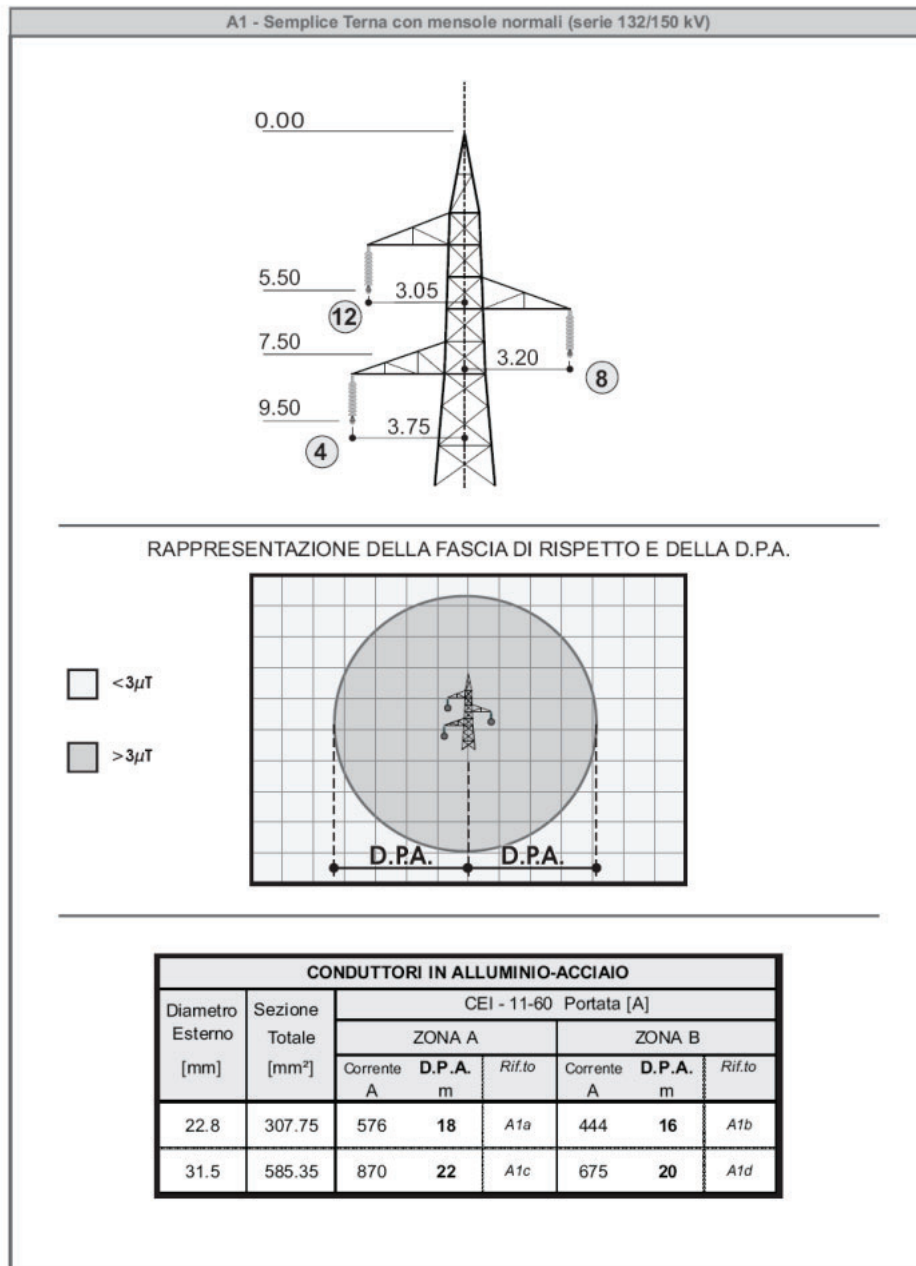 A1 - Semplice Terna con mensole normali (serie 132/150 kV)
0.00
5.50
3.05
12
7.50
3.20
8
9.50
3.75
4
RAPPRESENTAZIONE DELLA FASCIA DI RISPETTO E DELLA D.P.A.
<3μT
>3μT
D.P.A. D.P.A.
CONDUTTORI IN ALLUMINIO-ACCIAIO
Diametro Esterno [mm] Sezione Totale [mm²] CEI - 11-60 Portata [A]
ZONA A ZONA B
Corrente A D.P.A. m Rif.to Corrente A D.P.A. m Rif.to
22.8 307.75 576 18 A1a 444 16 A1b
31.5 585.35 870 22 A1c 675 20 A1d